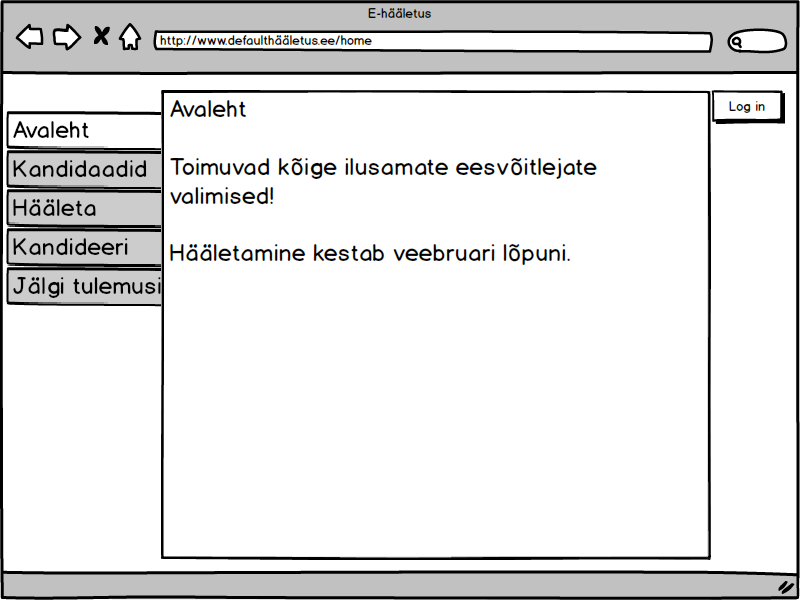 E-hääletus
http://www.defaulthääletus.ee/home
Log in
Avaleht
Kandidaadid
Hääleta
Kandideeri
Jälgi tulemusi
Avaleht
Toimuvad kõige ilusamate eesvõitlejate
valimised!
Hääletamine kestab veebruari lõpuni.